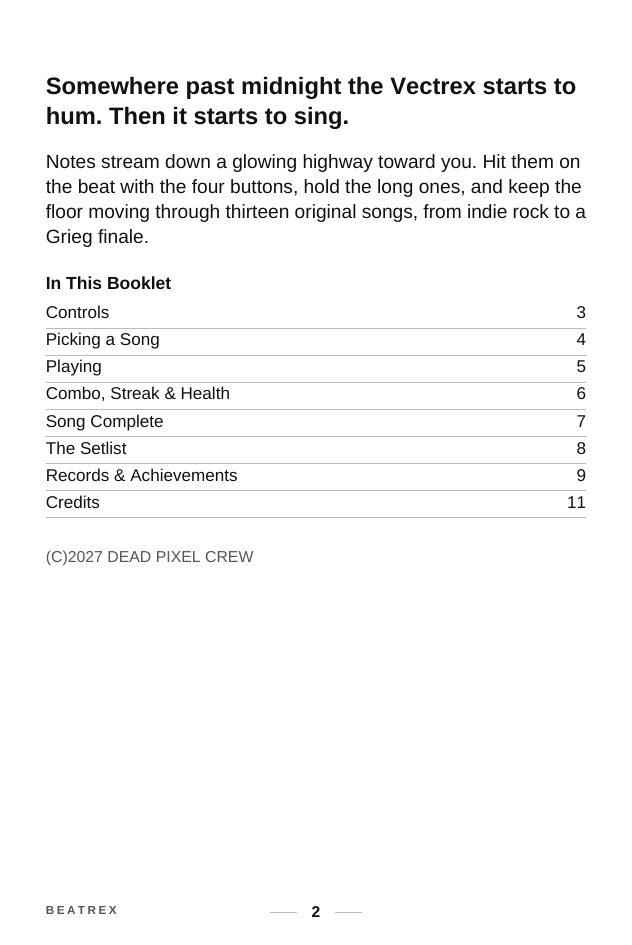 Somewhere past midnight the Vectrex starts to
hum. Then it starts to sing.
Notes stream down a glowing highway toward you. Hit them on
the beat with the four buttons, hold the long ones, and keep the
floor moving through thirteen original songs, from indie rock to a
Grieg finale.
In This Booklet
Controls 3
Picking a Song 4
Playing 5
Combo, Streak & Health 6
Song Complete 7
The Setlist 8
Records & Achievements 9
Credits 11
(C)2027 DEAD PIXEL CREW
BEATREX 2